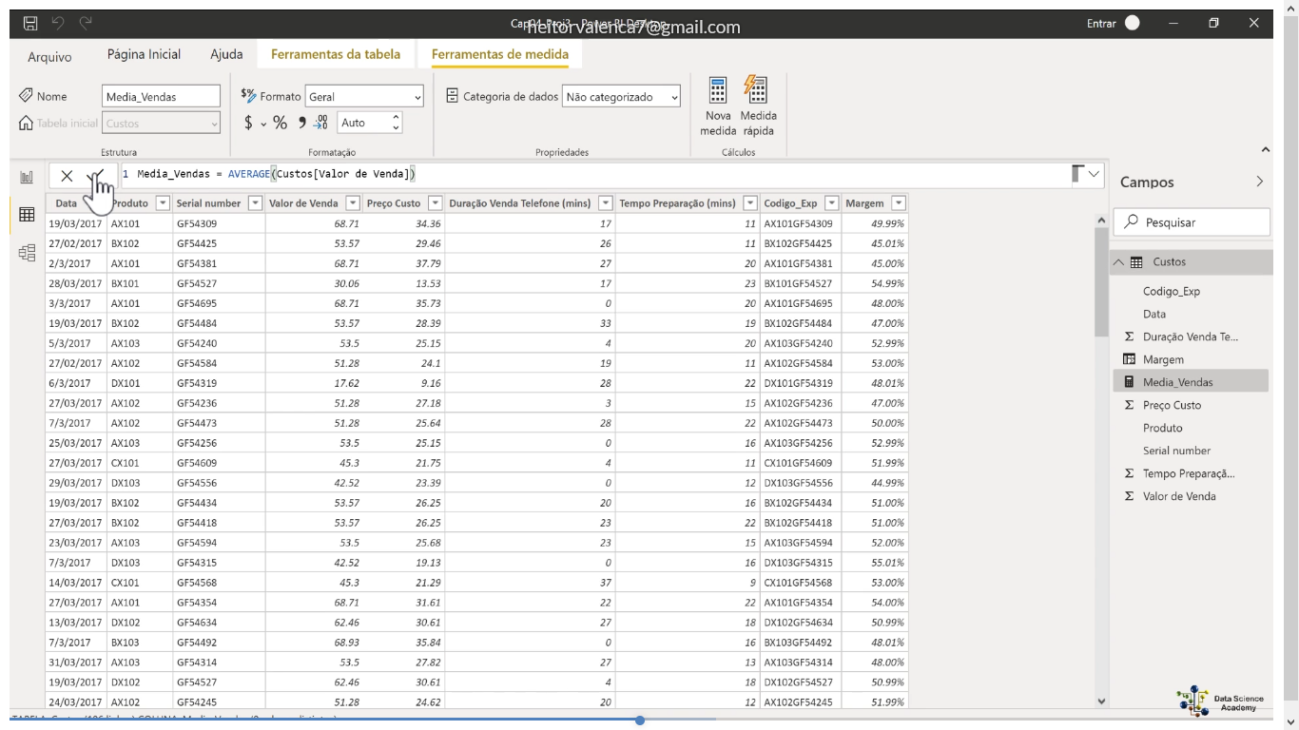 Entrar
heitorvalenca7@gmail.com
Arquivo Página Inicial Ajuda Ferramentas da tabela Ferramentas de medida
Nome Media_Vendas
Tabela inicial Custos
Estrutura
$% Formato Geral
$ % 9 Auto
Formatação
Categoria de dados Não categorizado
Propriedades
Nova medida Medida rápida
Cálculos
1 Media_Vendas = AVERAGE(Custos[Valor de Venda])
Data Produto Serial number Valor de Venda Preço Custo Duração Venda Telefone (mins) Tempo Preparação (mins) Codigo_Exp Margem
19/03/2017 AX101 GF54309 68.71 34.36 17 11 AX101GF54309 49.99%
27/02/2017 BX102 GF54425 53.57 29.46 26 11 BX102GF54425 45.01%
2/3/2017 AX101 GF54381 68.71 37.79 27 20 AX101GF54381 45.00%
28/03/2017 BX101 GF54527 30.06 13.53 17 23 BX101GF54527 54.99%
3/3/2017 AX101 GF54695 68.71 35.73 0 20 AX101GF54695 48.00%
19/03/2017 BX102 GF54484 53.57 28.39 33 19 BX102GF54484 47.00%
5/3/2017 AX103 GF54240 53.5 25.15 4 20 AX103GF54240 52.99%
27/02/2017 AX102 GF54584 51.28 24.1 19 11 AX102GF54584 53.00%
6/3/2017 DX101 GF54319 17.62 9.16 28 22 DX101GF54319 48.01%
27/03/2017 AX102 GF54236 51.28 27.18 3 15 AX102GF54236 47.00%
7/3/2017 AX102 GF54473 51.28 25.64 28 22 AX102GF54473 50.00%
25/03/2017 AX103 GF54256 53.5 25.15 0 16 AX103GF54256 52.99%
27/03/2017 CX101 GF54609 45.3 21.75 4 11 CX101GF54609 51.99%
29/03/2017 DX103 GF54556 42.52 23.39 0 12 DX103GF54556 44.99%
19/03/2017 BX102 GF54434 53.57 26.25 20 16 BX102GF54434 51.00%
27/03/2017 BX102 GF54418 53.57 26.25 23 22 BX102GF54418 51.00%
23/03/2017 AX103 GF54594 53.5 25.68 23 15 AX103GF54594 52.00%
7/3/2017 DX103 GF54315 42.52 19.13 0 16 DX103GF54315 55.01%
14/03/2017 CX101 GF54568 45.3 21.29 37 9 CX101GF54568 53.00%
27/03/2017 AX101 GF54354 68.71 31.61 22 22 AX101GF54354 54.00%
13/03/2017 DX102 GF54634 62.46 30.61 27 18 DX102GF54634 50.99%
7/3/2017 BX103 GF54492 68.93 35.84 0 16 BX103GF54492 48.01%
31/03/2017 AX103 GF54314 53.5 27.82 27 13 AX103GF54314 48.00%
19/03/2017 DX102 GF54527 62.46 30.61 4 18 DX102GF54527 50.99%
24/03/2017 AX102 GF54245 51.28 24.62 20 12 AX102GF54245 51.99%
Campos
Pesquisar
Custos
Codigo_Exp
Data
Duração Venda Te...
Margem
Media_Vendas
Preço Custo
Produto
Serial number
Tempo Preparaçã...
Valor de Venda
Data Science
Academy